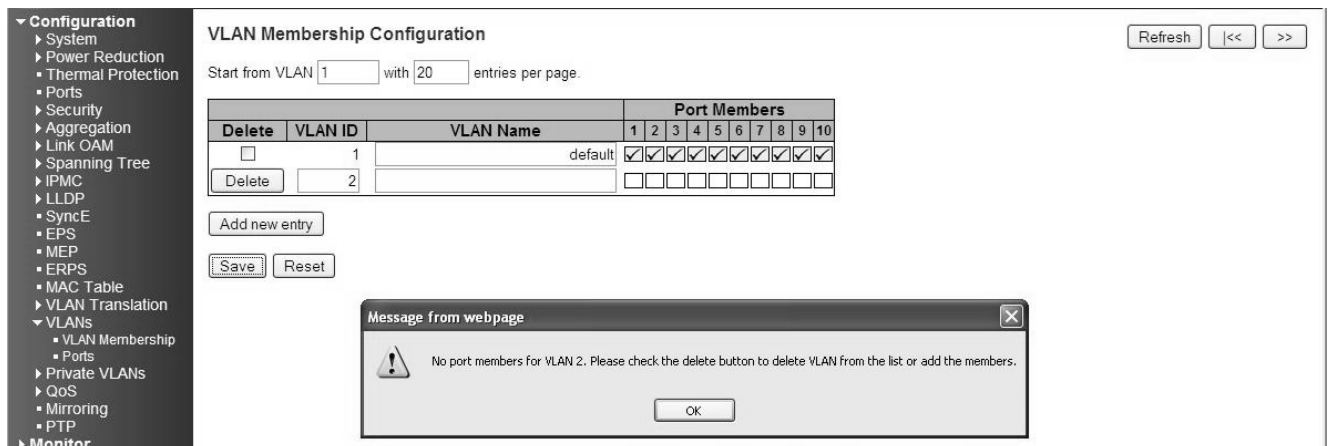 Configuration
System
Power Reduction
Thermal Protection
Ports
Security
Aggregation
Link OAM
Spanning Tree
IPMC
LLDP
SyncE
EPS
MEP
ERPS
MAC Table
VLAN Translation
VLANs
VLAN Membership
Ports
Private VLANs
QoS
Mirroring
PTP
Monitor
VLAN Membership Configuration
Refresh |<< >>
Start from VLAN 1 with 20 entries per page.
Port Members
Delete VLAN ID VLAN Name 1 2 3 4 5 6 7 8 9 10
1 default
Delete 2
Add new entry
Save Reset
Message from webpage
No port members for VLAN 2. Please check the delete button to delete VLAN from the list or add the members.
OK